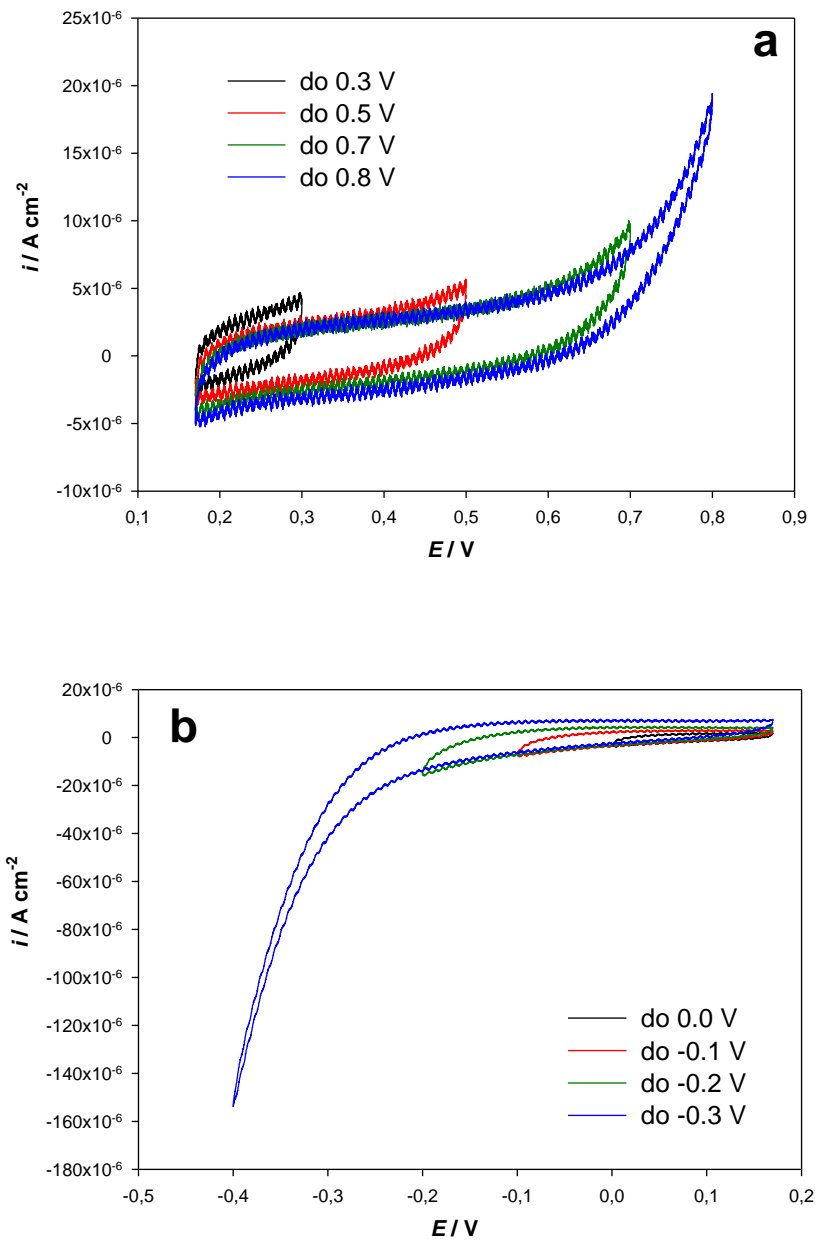 a
25x10-6
20x10-6
15x10-6
10x10-6
5x10-6
0
-5x10-6
-10x10-6
i / A cm-2
do 0.3 V
do 0.5 V
do 0.7 V
do 0.8 V
0,1 0,2 0,3 0,4 0,5 0,6 0,7 0,8 0,9
E / V
b
20x10-6
0
-20x10-6
-40x10-6
-60x10-6
-80x10-6
-100x10-6
-120x10-6
-140x10-6
-160x10-6
-180x10-6
i / A cm-2
do 0.0 V
do -0.1 V
do -0.2 V
do -0.3 V
-0,5 -0,4 -0,3 -0,2 -0,1 0,0 0,1 0,2
E / V